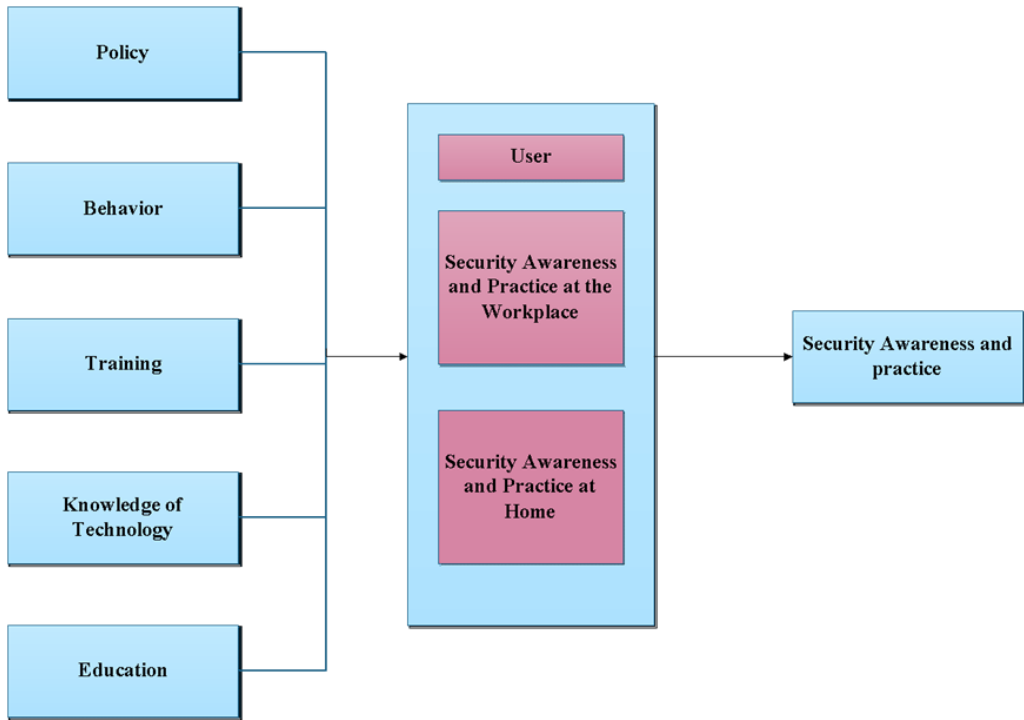 Policy
Behavior
Training
Knowledge of
Technology
Education
User
Security Awareness
and Practice at the
Workplace
Security Awareness
and Practice at
Home
Security Awareness and
practice